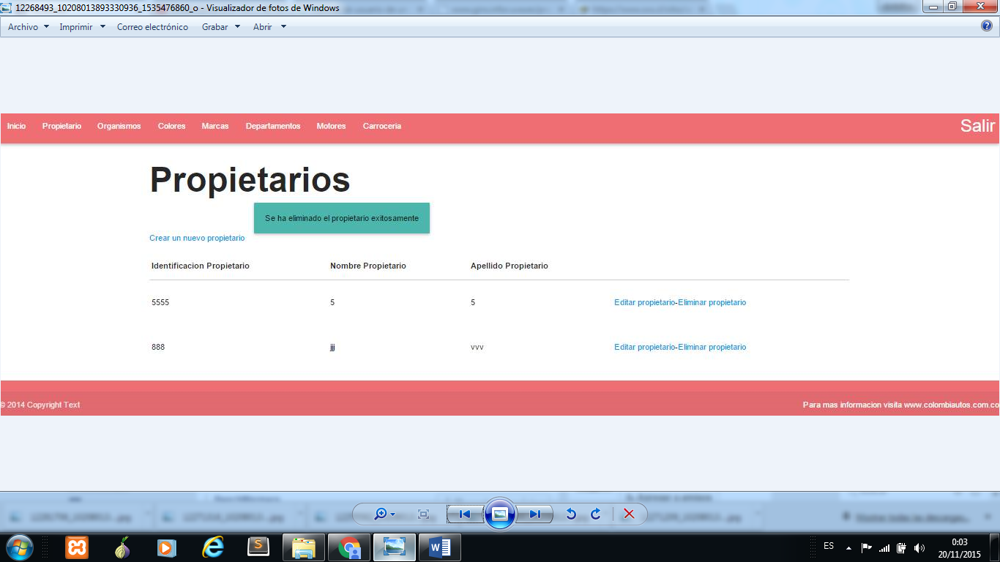 12268493_10208013893330936_1535476860_o - Visualizador de fotos de Windows
Archivo Imprimir Correo electrónico Grabar Abrir
Inicio Propietario Organismos Colores Marcas Departamentos Motores Carroceria Salir
Propietarios
Se ha eliminado el propietario exitosamente
Crear un nuevo propietario
Identificacion Propietario Nombre Propietario Apellido Propietario
5555 5 5 Editar propietario-Eliminar propietario
888 jjj vvv Editar propietario-Eliminar propietario
© 2014 Copyright Text Para mas informacion visita www.colombiautos.com.co
ES 0:03
20/11/2015